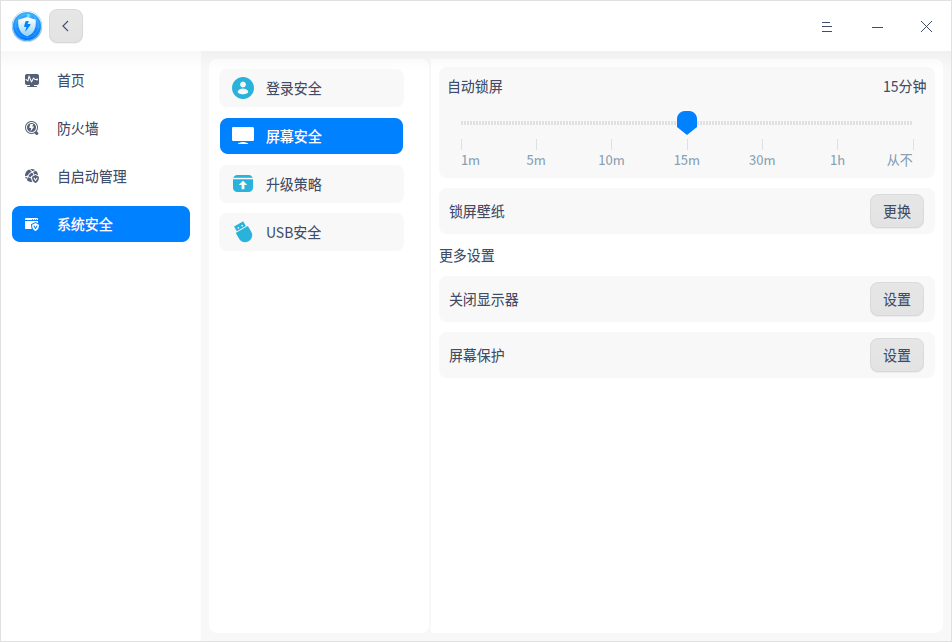 首页
防火墙
自启动管理
系统安全
登录安全
屏幕安全
升级策略
USB安全
自动锁屏 15分钟
1m 5m 10m 15m 30m 1h 从不
锁屏壁纸 更换
更多设置
关闭显示器 设置
屏幕保护 设置